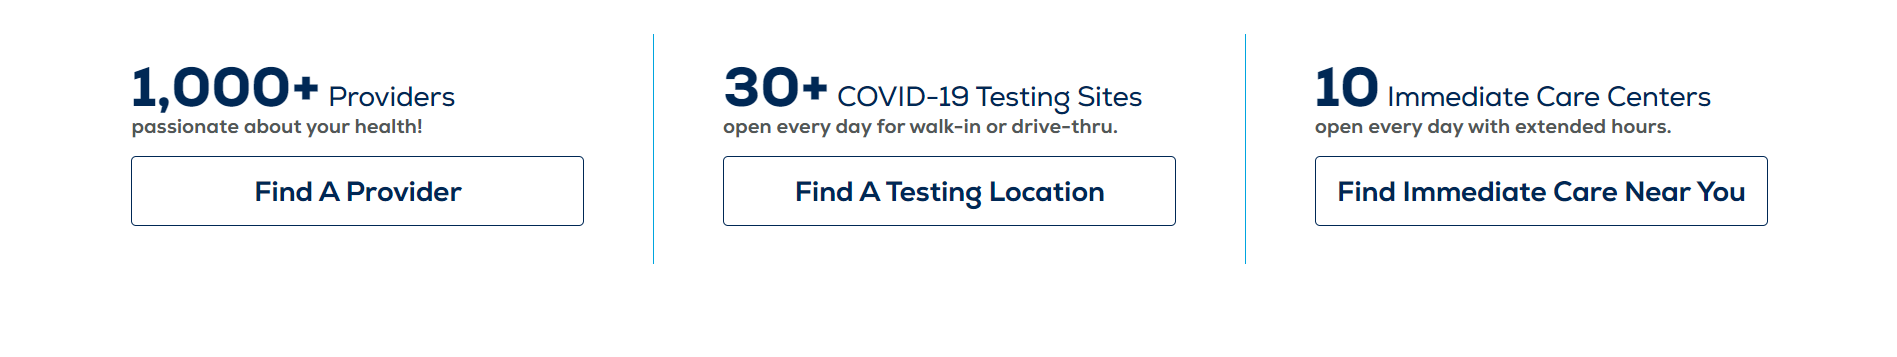 1,000+ Providers
passionate about your health!
Find A Provider
30+ COVID-19 Testing Sites
open every day for walk-in or drive-thru.
Find A Testing Location
10 Immediate Care Centers
open every day with extended hours.
Find Immediate Care Near You